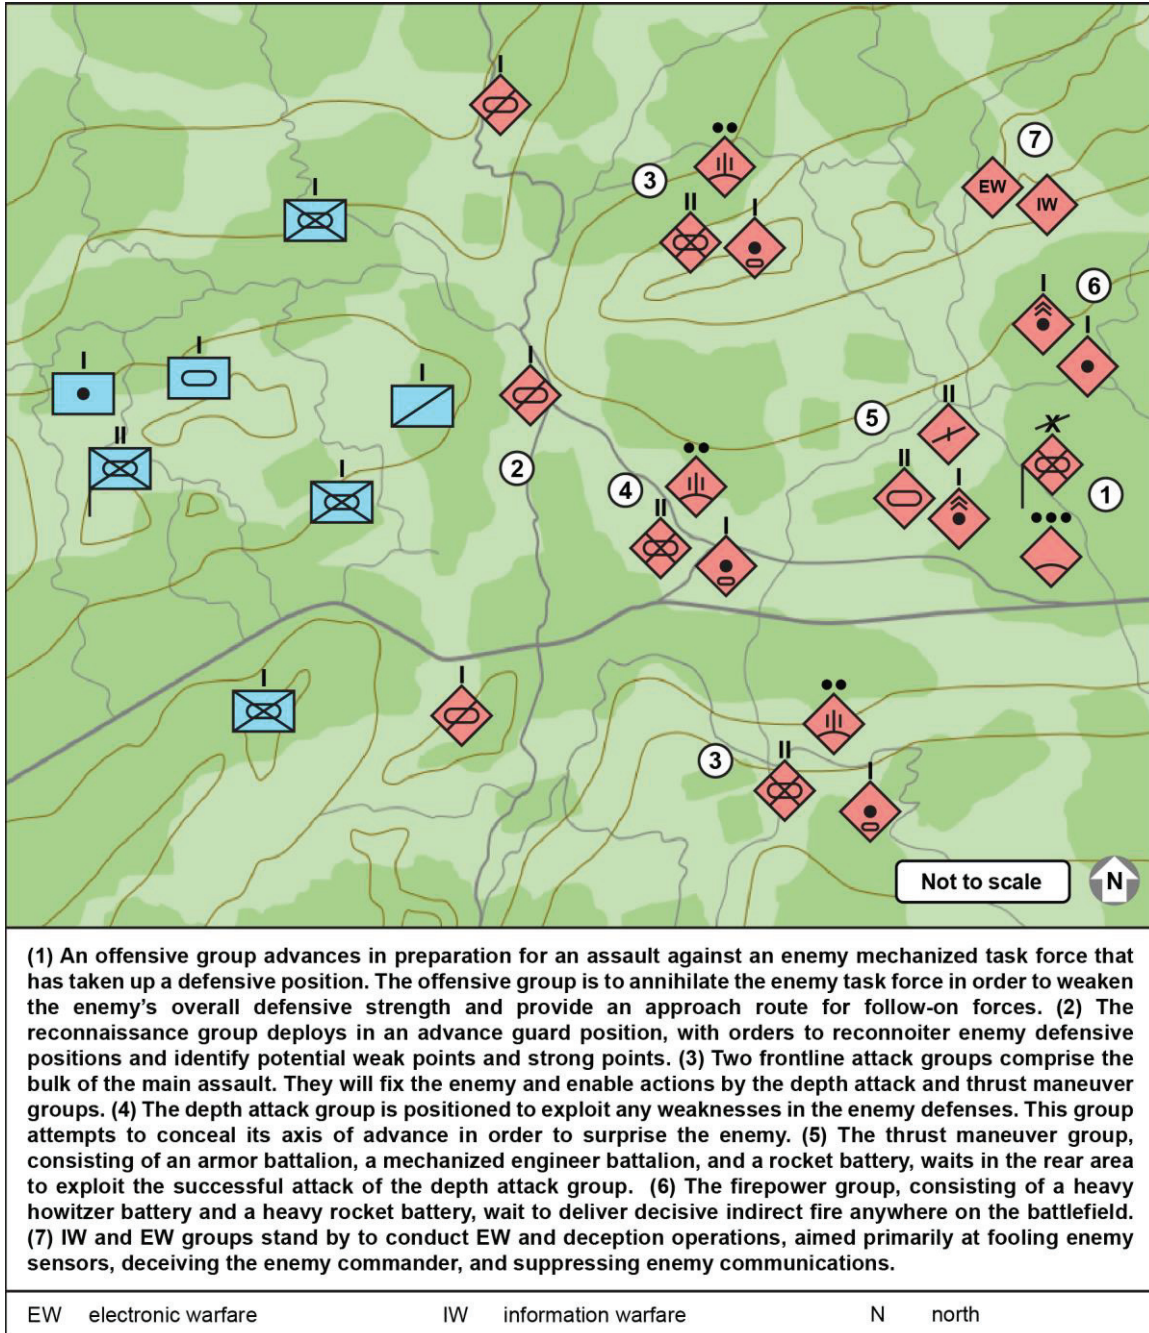 I
I
I
I
I
I
II
I
I
I
I
3
II
I
7
EW
IW
6
I
I
5
II
II
I
X
1
2
4
II
I
3
II
I
Not to scale
N
(1) An offensive group advances in preparation for an assault against an enemy mechanized task force that
has taken up a defensive position. The offensive group is to annihilate the enemy task force in order to weaken
the enemy’s overall defensive strength and provide an approach route for follow-on forces. (2) The
reconnaissance group deploys in an advance guard position, with orders to reconnoiter enemy defensive
positions and identify potential weak points and strong points. (3) Two frontline attack groups comprise the
bulk of the main assault. They will fix the enemy and enable actions by the depth attack and thrust maneuver
groups. (4) The depth attack group is positioned to exploit any weaknesses in the enemy defenses. This group
attempts to conceal its axis of advance in order to surprise the enemy. (5) The thrust maneuver group,
consisting of an armor battalion, a mechanized engineer battalion, and a rocket battery, waits in the rear area
to exploit the successful attack of the depth attack group. (6) The firepower group, consisting of a heavy
howitzer battery and a heavy rocket battery, wait to deliver decisive indirect fire anywhere on the battlefield.
(7) IW and EW groups stand by to conduct EW and deception operations, aimed primarily at fooling enemy
sensors, deceiving the enemy commander, and suppressing enemy communications.
EW electronic warfare IW information warfare N north